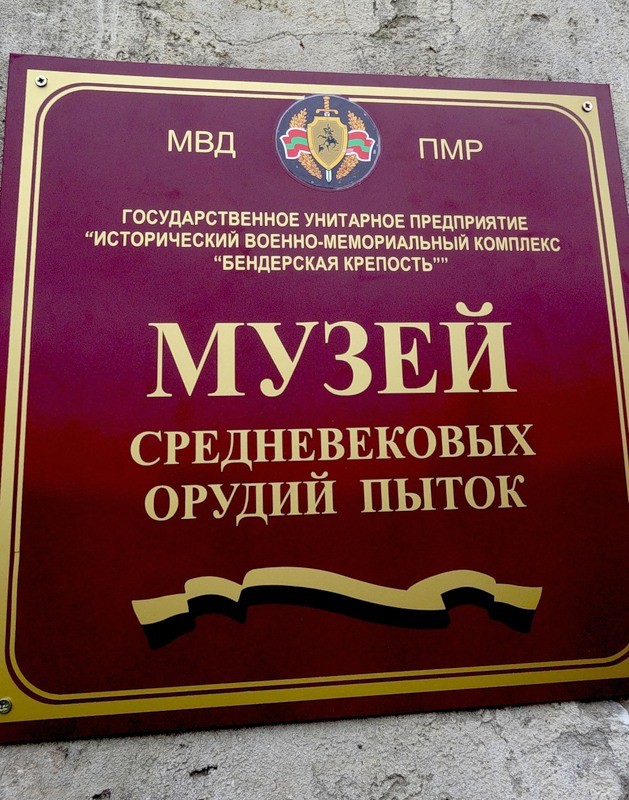 МВД ПМР
ГОСУДАРСТВЕННОЕ УНИТАРНОЕ ПРЕДПРИЯТИЕ
“ИСТОРИЧЕСКИЙ ВОЕННО-МЕМОРИАЛЬНЫЙ КОМПЛЕКС
“БЕНДЕРСКАЯ КРЕПОСТЬ””
МУЗЕЙ
СРЕДНЕВЕКОВЫХ
ОРУДИЙ ПЫТОК